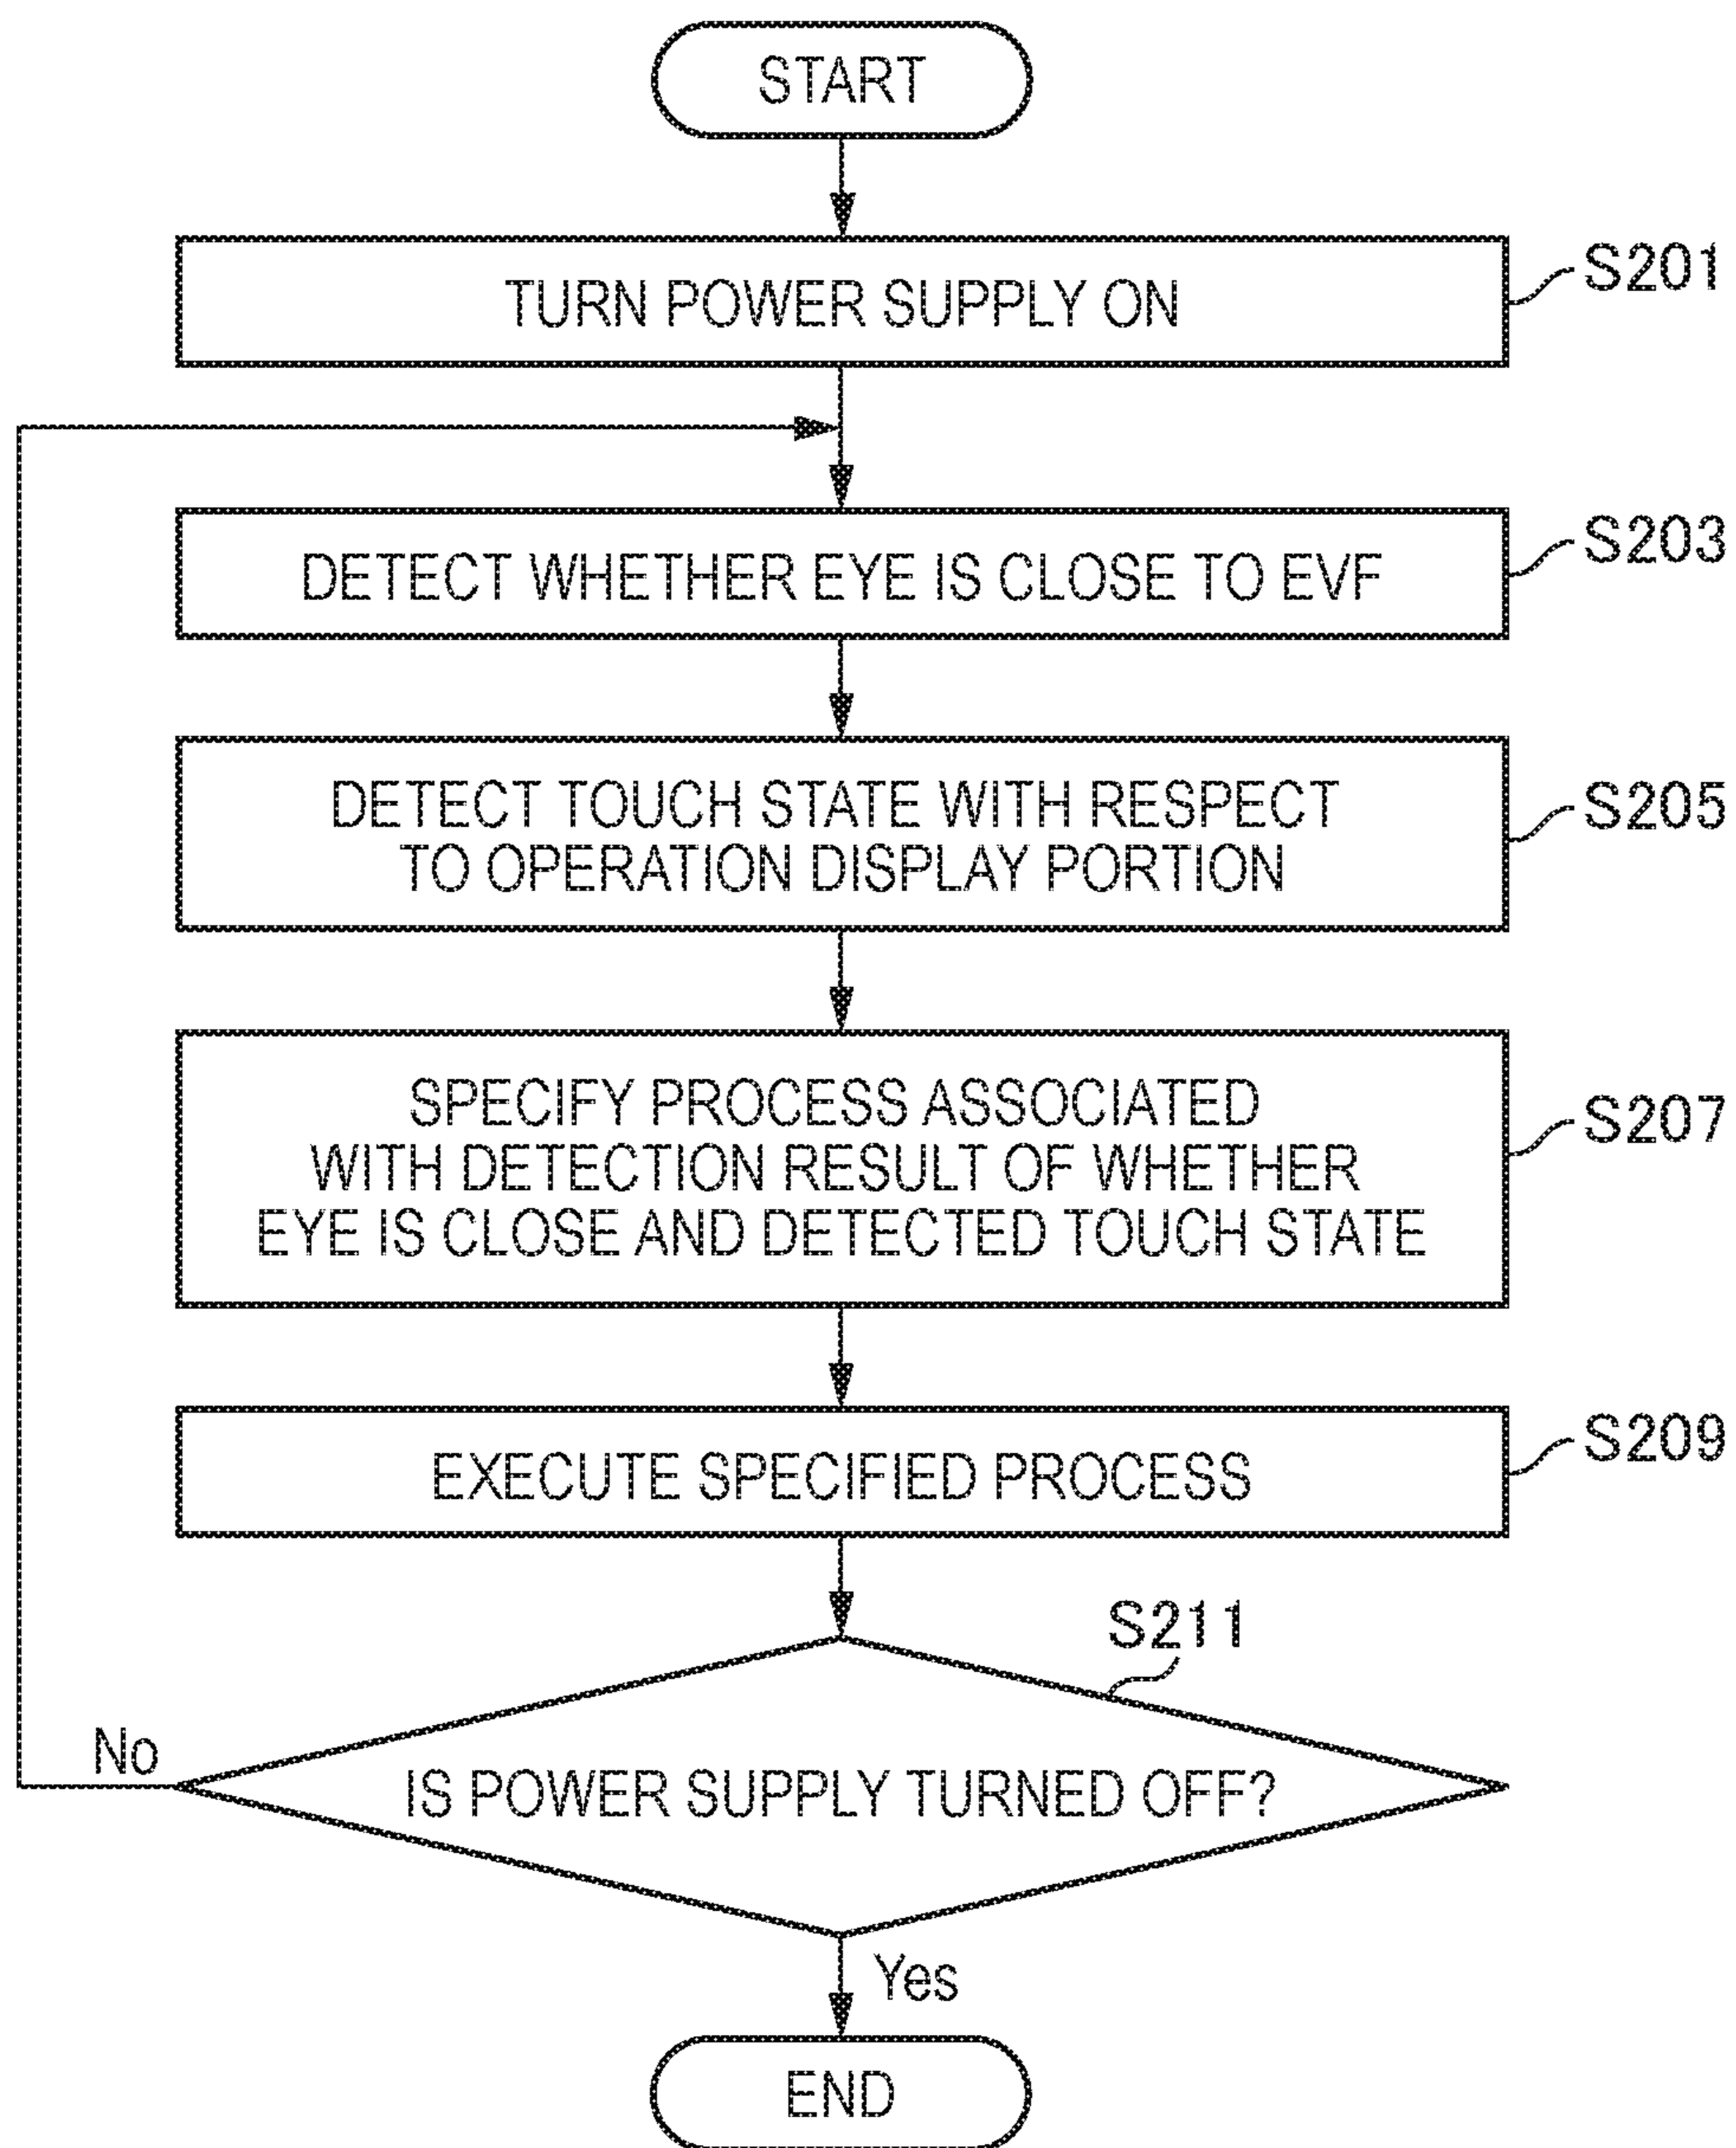 START
TURN POWER SUPPLY ON
S201
DETECT WHETHER EYE IS CLOSE TO EVF
S203
DETECT TOUCH STATE WITH RESPECT
TO OPERATION DISPLAY PORTION
S205
SPECIFY PROCESS ASSOCIATED
WITH DETECTION RESULT OF WHETHER
EYE IS CLOSE AND DETECTED TOUCH STATE
S207
EXECUTE SPECIFIED PROCESS
S209
S211
No
IS POWER SUPPLY TURNED OFF?
Yes
END